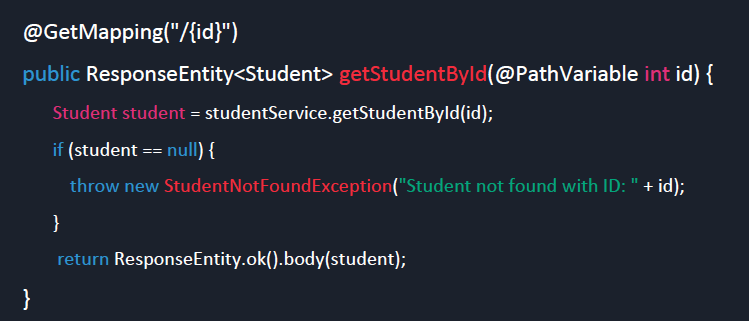 @GetMapping("/{id}")
public ResponseEntity<Student> getStudentById(@PathVariable int id) {
Student student = studentService.getStudentById(id);
if (student == null) {
throw new StudentNotFoundException("Student not found with ID: " + id);
}
return ResponseEntity.ok().body(student);
}